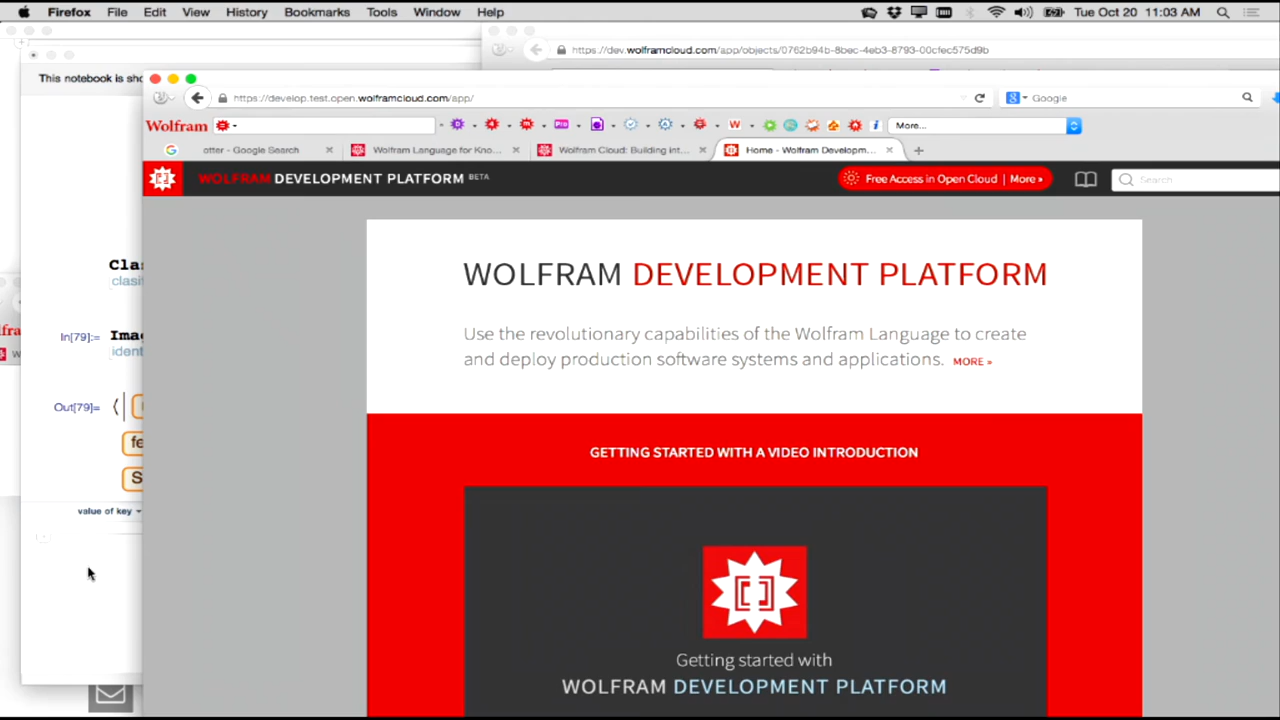 Firefox File Edit View History Bookmarks Tools Window Help Tue Oct 20 11:03 AM
https://dev.wolframcloud.com/app/objects/0762b94b-8bec-4eb3-8793-00cfec575d9b
This notebook is
https://develop.test.open.wolframcloud.com/app/ Google
Wolfram More...
otter - Google Search Wolfram Language for Kno... Wolfram Cloud: Building int... Home - Wolfram Developm...
WOLFRAM DEVELOPMENT PLATFORM BETA Free Access in Open Cloud | More » Search
Clas
WOLFRAM DEVELOPMENT PLATFORM
In[79]:= Imag
ident
Use the revolutionary capabilities of the Wolfram Language to create
and deploy production software systems and applications. MORE »
Out[79]=
fe
S
GETTING STARTED WITH A VIDEO INTRODUCTION
value of key
Getting started with
WOLFRAM DEVELOPMENT PLATFORM